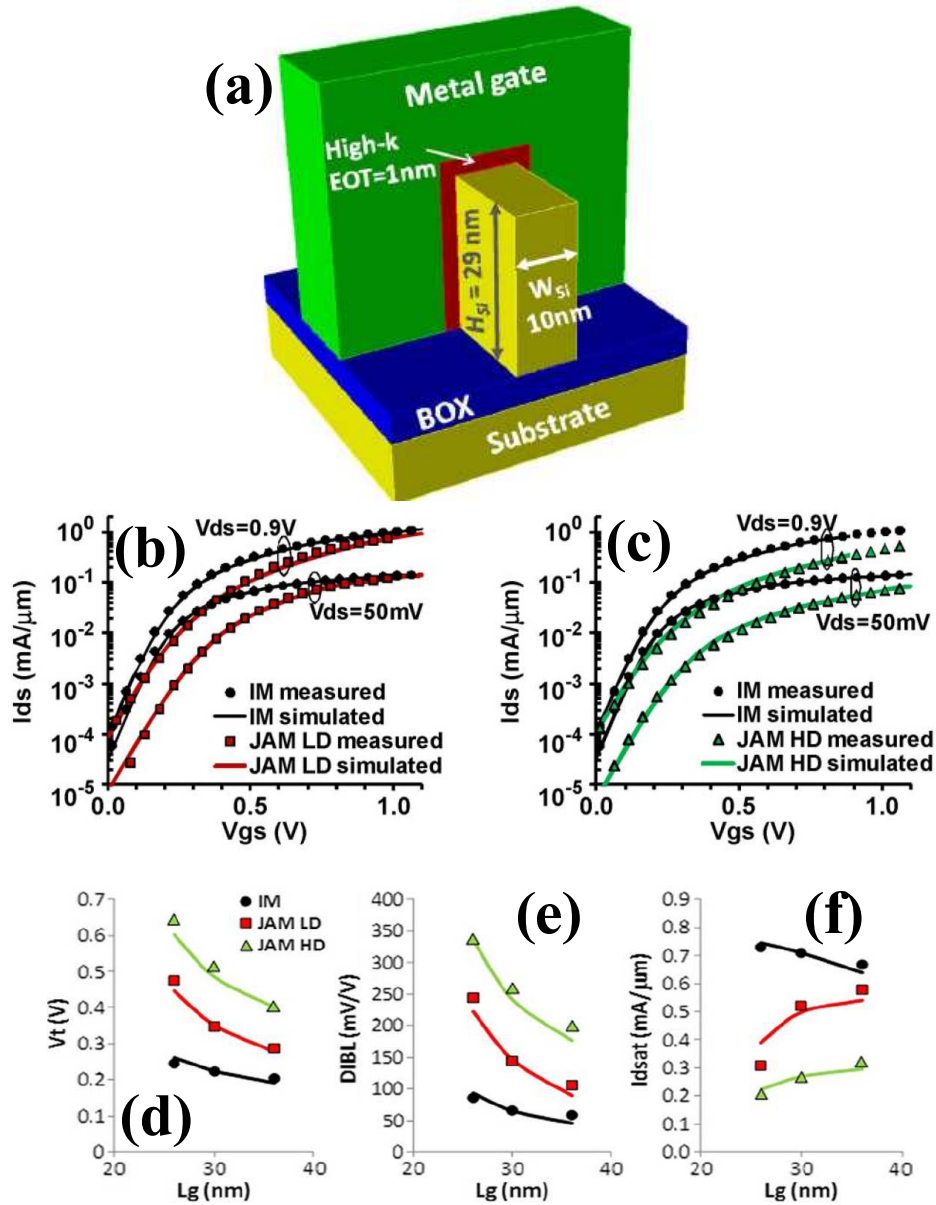 (a)
Metal gate
High-k
EOT=1nm
H_Si = 29 nm
W_Si
10nm
BOX
Substrate
(b)
Vds=0.9V
Vds=50mV
IM measured
IM simulated
JAM LD measured
JAM LD simulated
Ids (mA/μm)
10^0
10^-1
10^-2
10^-3
10^-4
10^-5
0.0 0.5 1.0
Vgs (V)
(c)
Vds=0.9V
Vds=50mV
IM measured
IM simulated
JAM HD measured
JAM HD simulated
Ids (mA/μm)
10^0
10^-1
10^-2
10^-3
10^-4
10^-5
0.0 0.5 1.0
Vgs (V)
(d)
IM
JAM LD
JAM HD
Vt (V)
0.7
0.6
0.5
0.4
0.3
0.2
0.1
0
20 30 40
Lg (nm)
(e)
DIBL (mV/V)
400
350
300
250
200
150
100
50
0
20 30 40
Lg (nm)
(f)
Idsat (mA/μm)
0.9
0.8
0.7
0.6
0.5
0.4
0.3
0.2
0.1
0
20 30 40
Lg (nm)